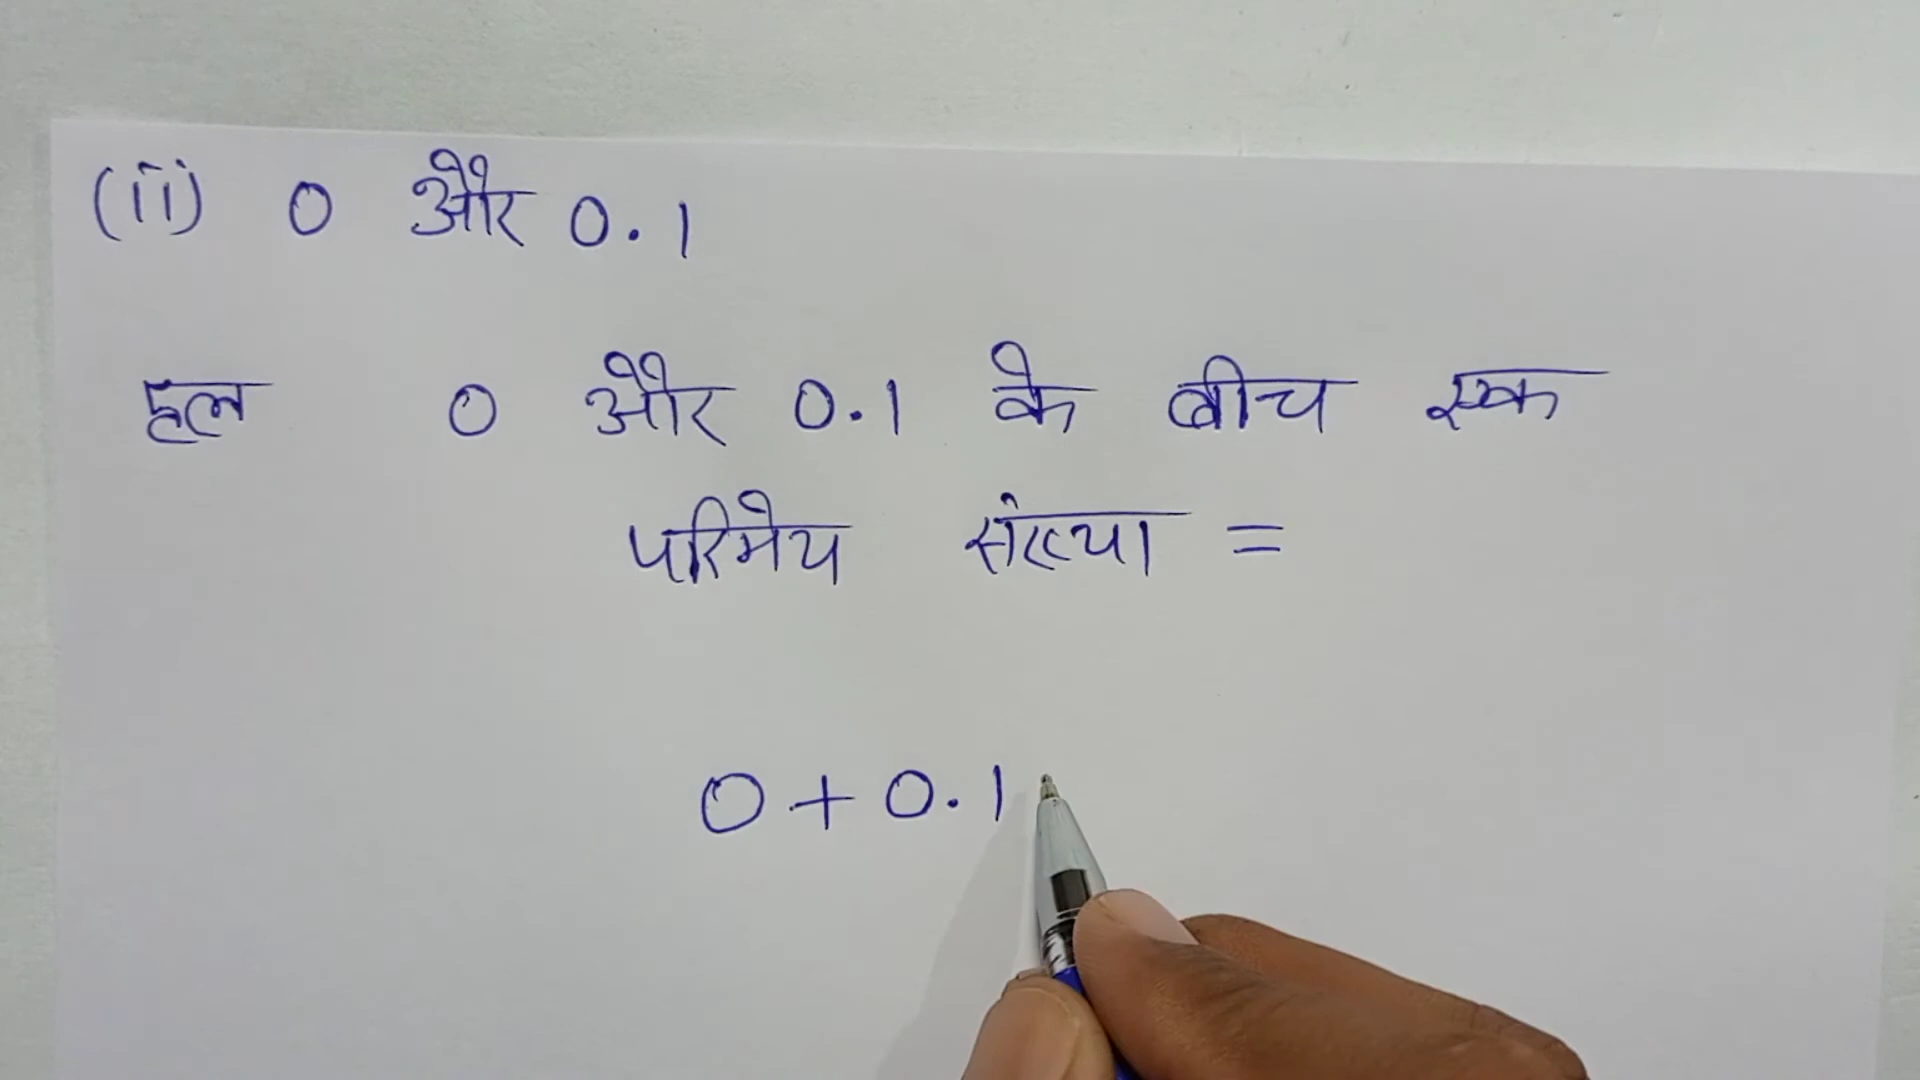 (ii) 0 और 0.1
हल 0 और 0.1 के बीच एक
परिमेय संख्या =
0 + 0.1